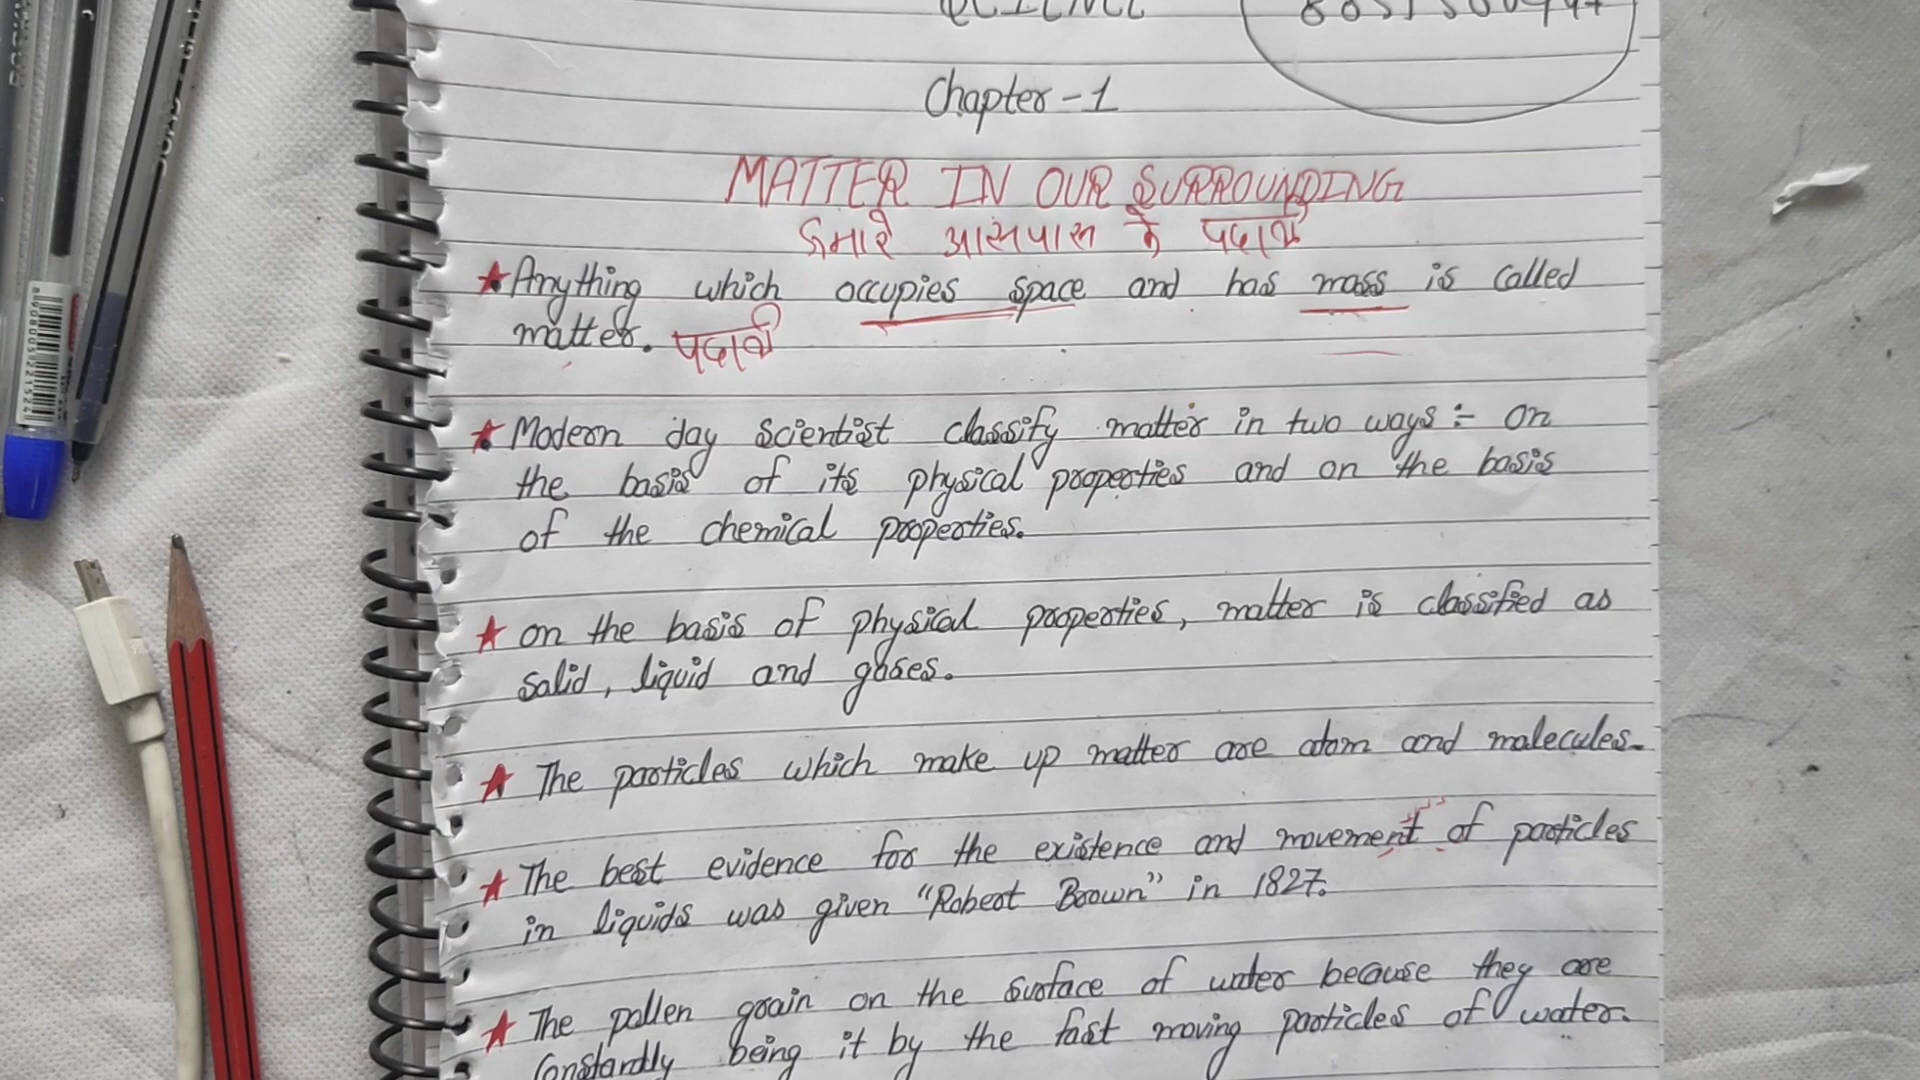 SCIENCE
Chapter-1
MATTER IN OUR SURROUNDING
हमारे आसपास के पदार्थ
Anything which occupies space and has mass is called
matter. पदार्थ
Modern day scientist classify matter in two ways :- On
the basis of its physical properties and on the basis
of the chemical properties.
on the basis of physical properties, matter is classified as
solid, liquid and gases.
The particles which make up matter are atom and molecules.
The best evidence for the existence and movement of particles
in liquids was given "Robert Brown" in 1827.
The pollen grain on the surface of water because they are
Constantly being it by the fast moving particles of water.